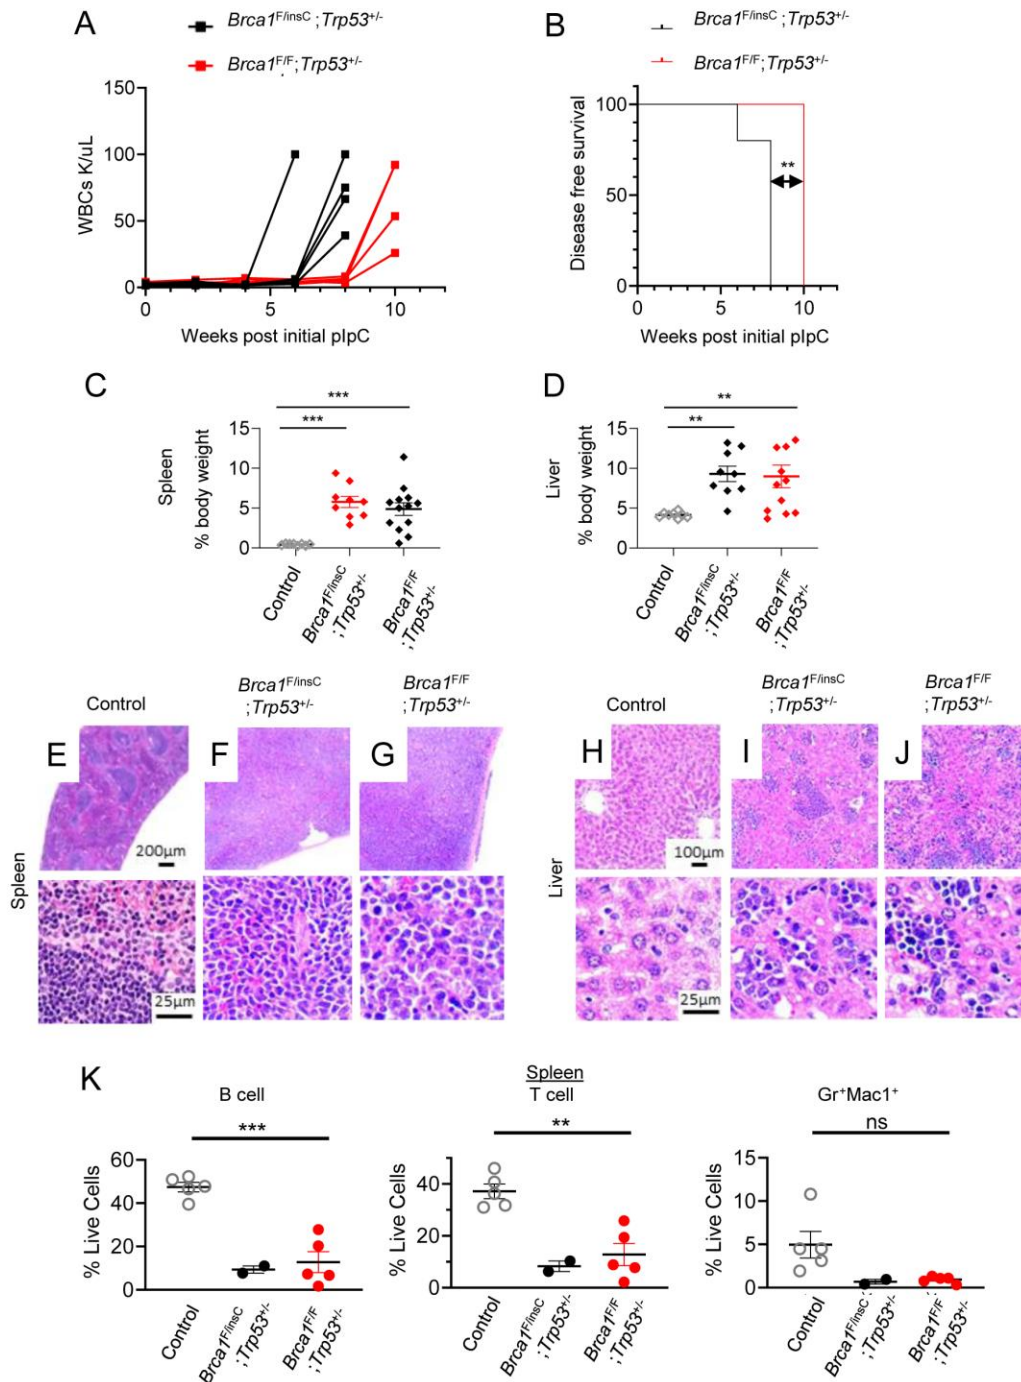 A
Brca1F/insC;Trp53+/-
Brca1F/F;Trp53+/-
WBCs K/uL
150
100
50
0
0 5 10
Weeks post initial pIpC
B
Brca1F/insC;Trp53+/-
Brca1F/F;Trp53+/-
Disease free survival
100
50
0
**
0 5 10
Weeks post initial pIpC
C
***
***
Spleen
% body weight
15
10
5
0
Control
Brca1F/insC
;Trp53+/-
Brca1F/F
;Trp53+/-
D
**
**
Liver
% body weight
15
10
5
0
Control
Brca1F/insC
;Trp53+/-
Brca1F/F
;Trp53+/-
Control
Brca1F/insC
;Trp53+/-
Brca1F/F
;Trp53+/-
E
F
G
200µm
Spleen
25µm
Control
Brca1F/insC
;Trp53+/-
Brca1F/F
;Trp53+/-
H
I
J
100µm
Liver
25µm
K
Spleen
B cell
***
% Live Cells
60
40
20
0
Control
Brca1F/insC
;Trp53+/-
Brca1F/F
;Trp53+/-
T cell
**
% Live Cells
40
20
0
Control
Brca1F/insC
;Trp53+/-
Brca1F/F
;Trp53+/-
Gr+Mac1+
ns
% Live Cells
15
10
5
0
Control
Brca1F/insC
;Trp53+/-
Brca1F/F
;Trp53+/-